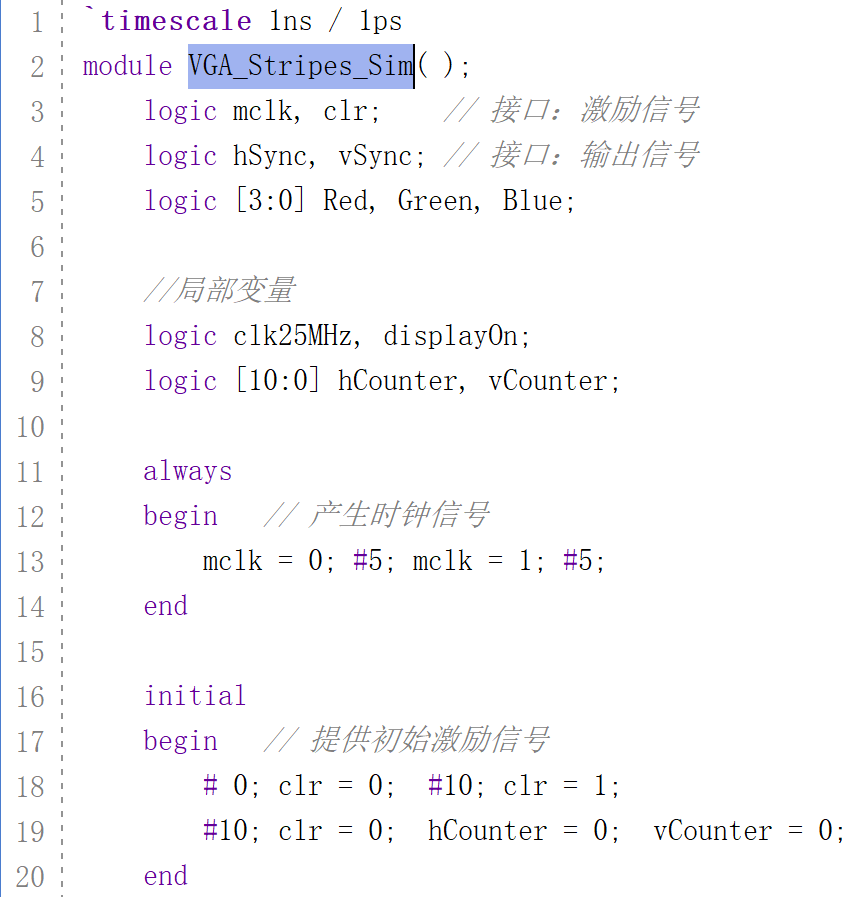 1 `timescale 1ns / 1ps
2 module VGA_Stripes_Sim( );
3 logic mclk, clr; // 接口：激励信号
4 logic hSync, vSync; // 接口：输出信号
5 logic [3:0] Red, Green, Blue;
6
7 //局部变量
8 logic clk25MHz, displayOn;
9 logic [10:0] hCounter, vCounter;
10
11 always
12 begin // 产生时钟信号
13 mclk = 0; #5; mclk = 1; #5;
14 end
15
16 initial
17 begin // 提供初始激励信号
18 # 0; clr = 0; #10; clr = 1;
19 #10; clr = 0; hCounter = 0; vCounter = 0;
20 end